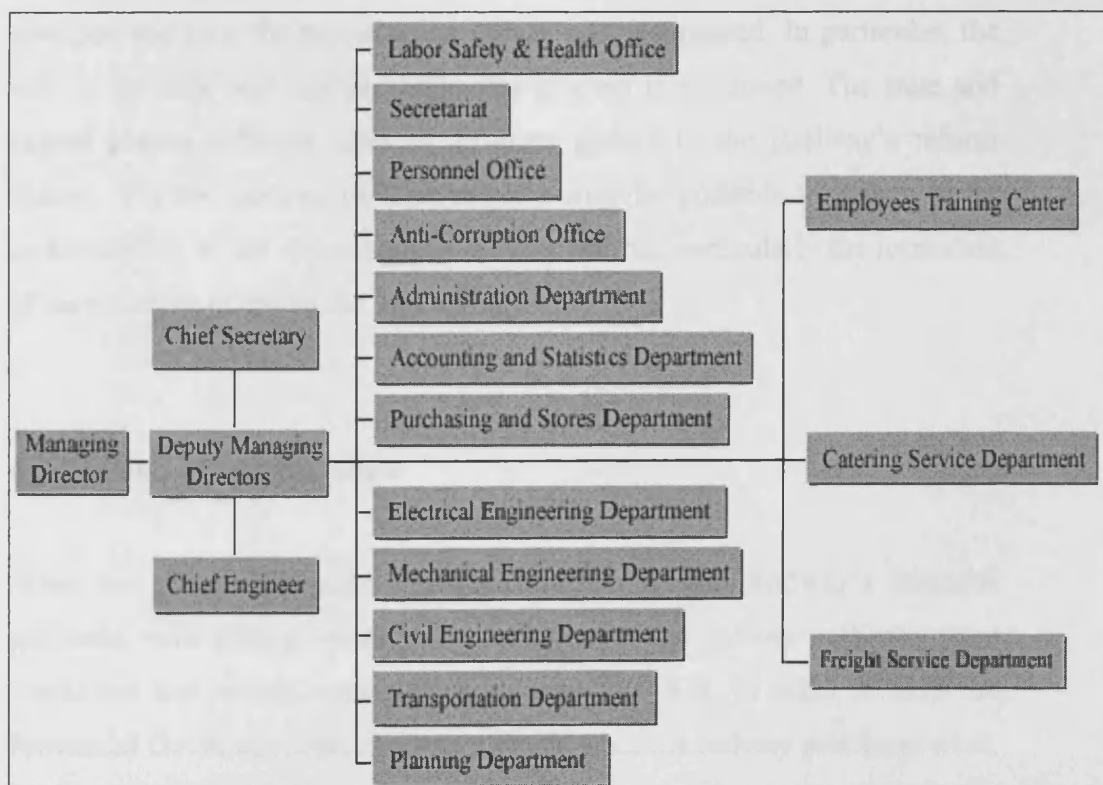 Labor Safety & Health Office
Secretariat
Personnel Office
Anti-Corruption Office
Administration Department
Accounting and Statistics Department
Purchasing and Stores Department
Chief Secretary
Managing
Director
Deputy Managing
Directors
Chief Engineer
Electrical Engineering Department
Mechanical Engineering Department
Civil Engineering Department
Transportation Department
Planning Department
Employees Training Center
Catering Service Department
Freight Service Department